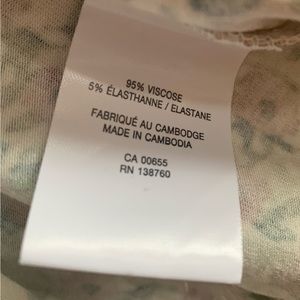 95% VISCOSE
5% ÉLASTHANNE / ELASTANE
FABRIQUÉ AU CAMBODGE
MADE IN CAMBODIA
CA 00655
RN 138760